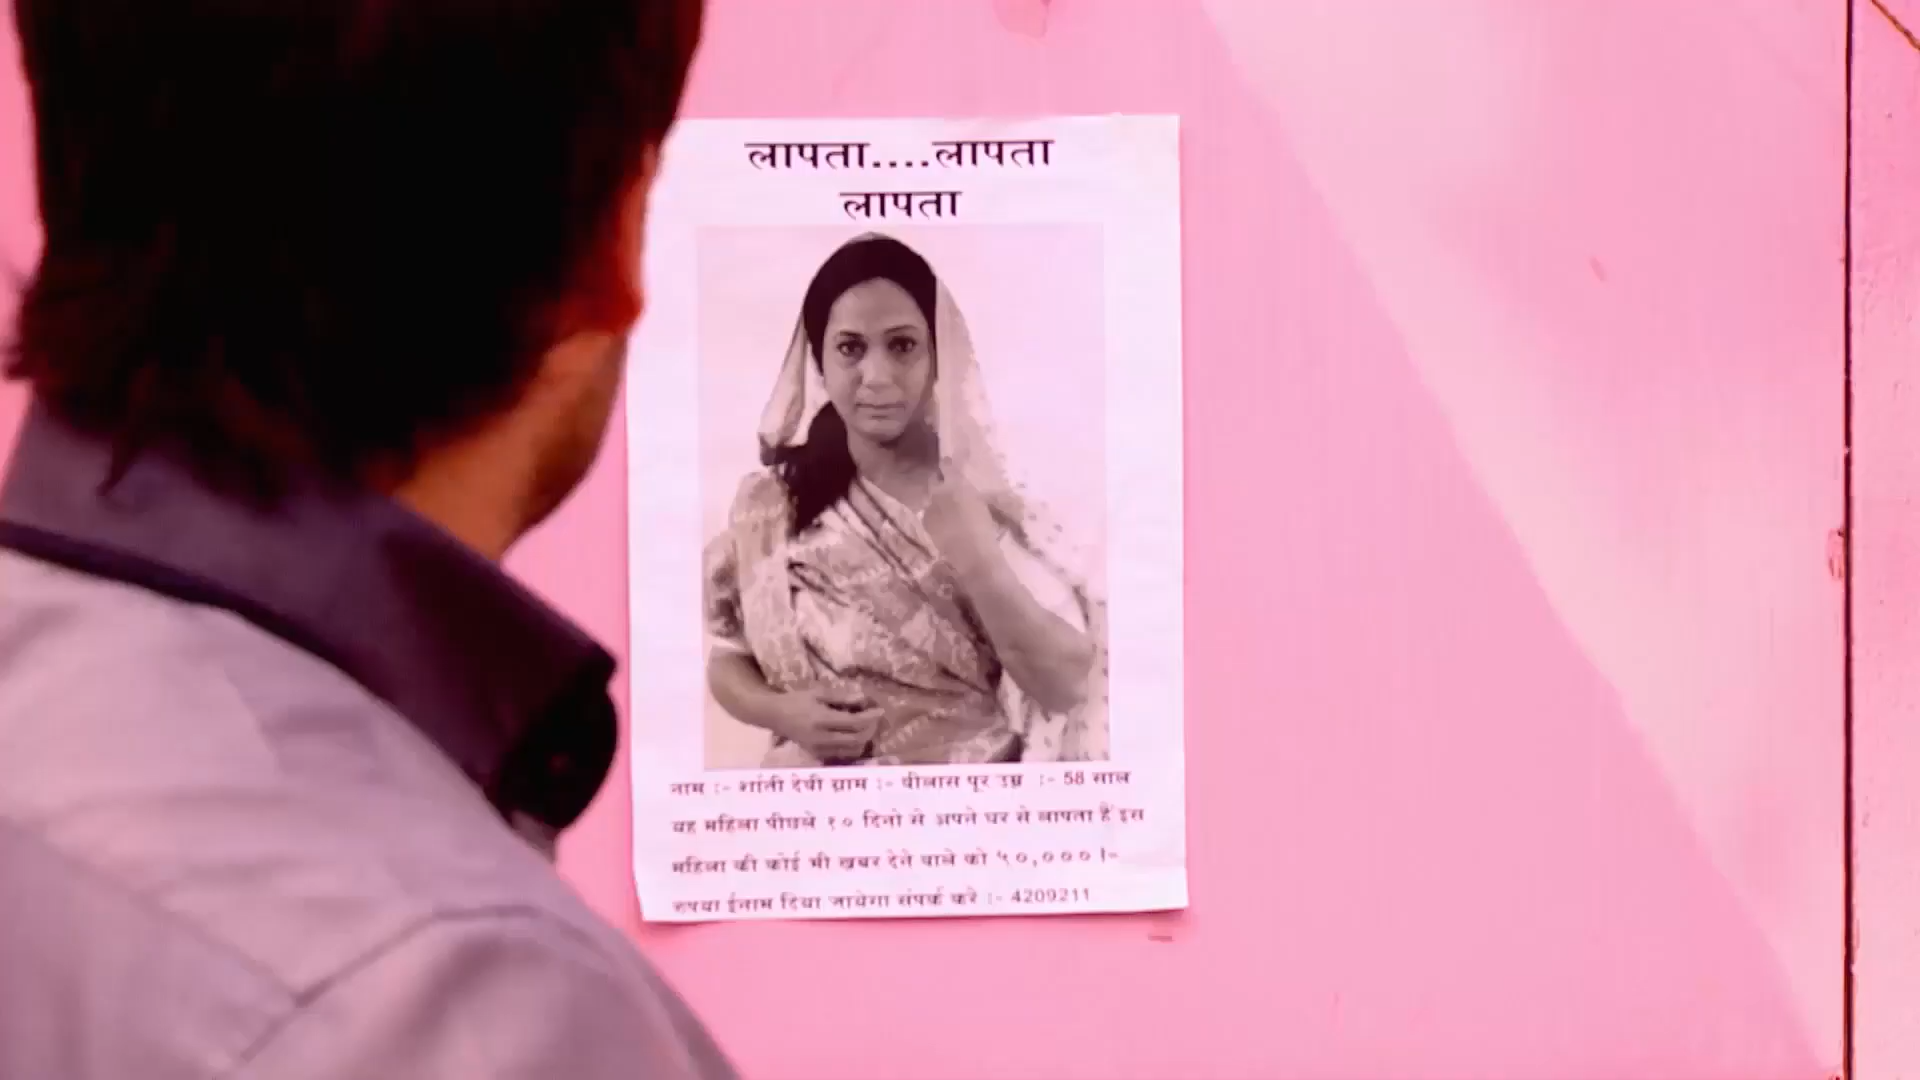 लापता....लापता
लापता
नाम :- शांती देवी ग्राम :- बीलास पूर उम्र :- 58 साल
यह महिला पीछले १० दिनो से अपने घर से लापता हैं इस
महिला की कोई भी खबर देने वाले को ५०,०००।-
रुपया ईनाम दिया जायेगा संपर्क करे :- 4209211